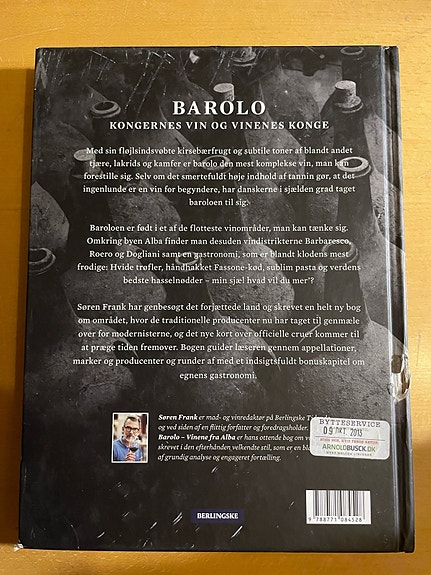 BAROLO
KONGERNES VIN OG VINENES KONGE
Med sin fløjlsindsvøbte kirsebærfrugt og subtile toner af blandt andet
tjære, lakrids og kamfer er barolo den mest komplekse vin, man kan
forestille sig. Selv om det smertefuldt høje indhold af tannin gør, at det
ingenlunde er en vin for begyndere, har danskerne i sjælden grad taget
baroloen til sig.
Baroloen er født i et af de flotteste vinområder, man kan tænke sig.
Omkring byen Alba finder man desuden vindistrikterne Barbaresco,
Roero og Dogliani samt en gastronomi, som er blandt klodens mest
frodige: Hvide trøfler, håndhakket Fassone-kød, sublim pasta og verdens
bedste hasselnødder – min sjæl hvad vil du mer'?
Søren Frank har genbesøgt det forjættede land og skrevet en helt ny bog
om området, hvor de traditionelle producenter nu har taget til genmæle
over for modernisterne, og det nye kort over officielle cruer kommer til
at præge tiden fremover. Bogen guider læseren gennem appellationer,
marker og producenter og runder af med et indsigtsfuldt bonuskapitel om
egnens gastronomi.
Søren Frank er mad- og vinredaktør på Berlingske
og ved siden af en flittig forfatter og foredragsholder.
Barolo – Vinene fra Alba er hans ottende bog om
skrevet i den efterhånden velkendte stil, som er en
af grundig analyse og engageret fortælling.
BYTTESERVICE
09 OKT. 2013
ARNOLDBUSCK.DK
BERLINGSKE
9 788771 084528